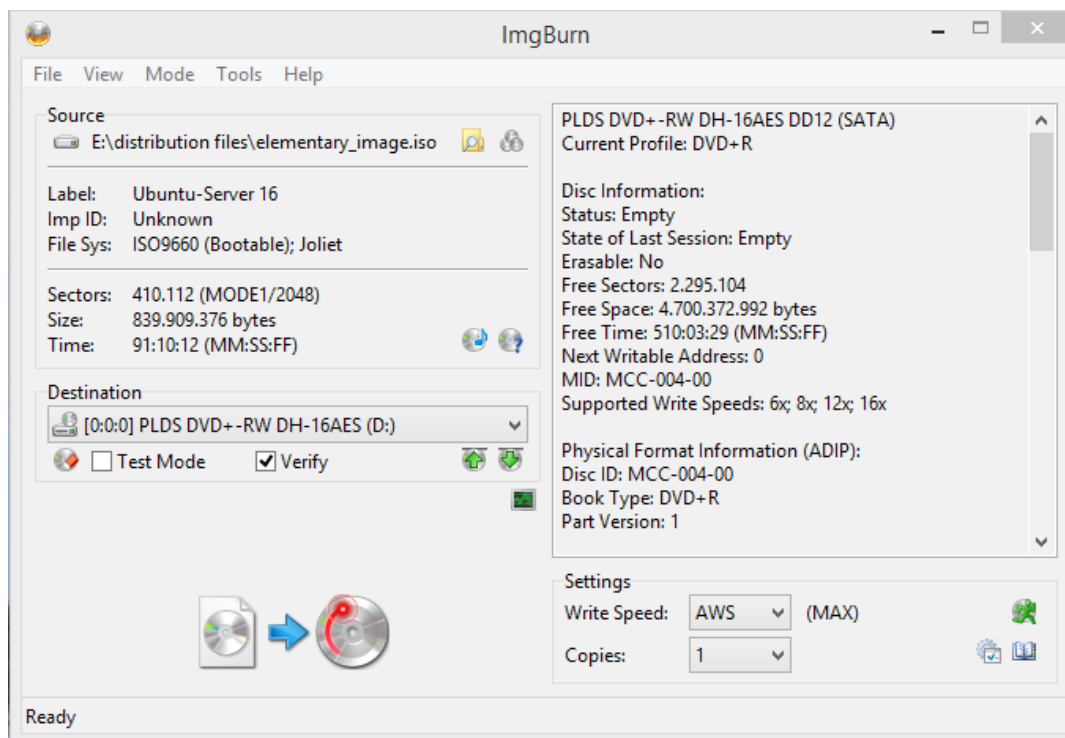 ImgBurn
File View Mode Tools Help
Source
E:\distribution files\elementary_image.iso
Label: Ubuntu-Server 16
Imp ID: Unknown
File Sys: ISO9660 (Bootable); Joliet
Sectors: 410.112 (MODE1/2048)
Size: 839.909.376 bytes
Time: 91:10:12 (MM:SS:FF)
Destination
[0:0:0] PLDS DVD+-RW DH-16AES (D:)
Test Mode Verify
PLDS DVD+-RW DH-16AES DD12 (SATA)
Current Profile: DVD+R
Disc Information:
Status: Empty
State of Last Session: Empty
Erasable: No
Free Sectors: 2.295.104
Free Space: 4.700.372.992 bytes
Free Time: 510:03:29 (MM:SS:FF)
Next Writable Address: 0
MID: MCC-004-00
Supported Write Speeds: 6x; 8x; 12x; 16x
Physical Format Information (ADIP):
Disc ID: MCC-004-00
Book Type: DVD+R
Part Version: 1
Settings
Write Speed: AWS (MAX)
Copies: 1
Ready